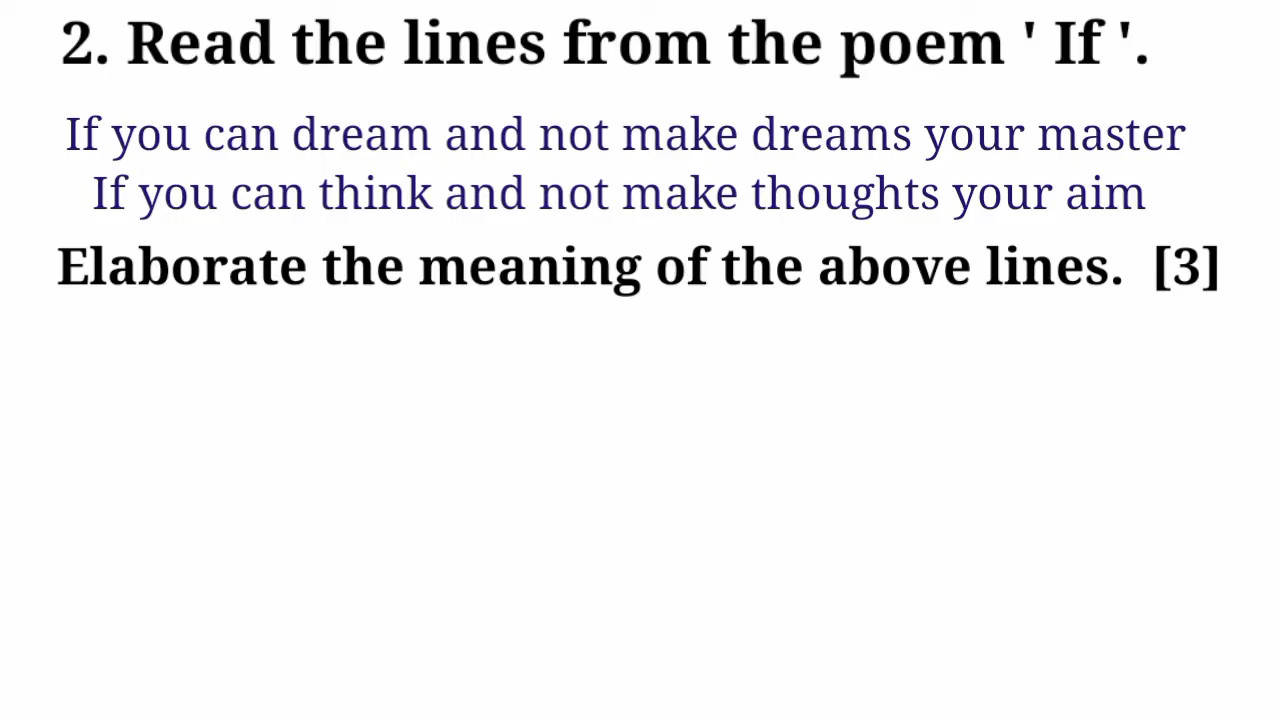 2. Read the lines from the poem ' If '.
If you can dream and not make dreams your master
If you can think and not make thoughts your aim
Elaborate the meaning of the above lines. [3]